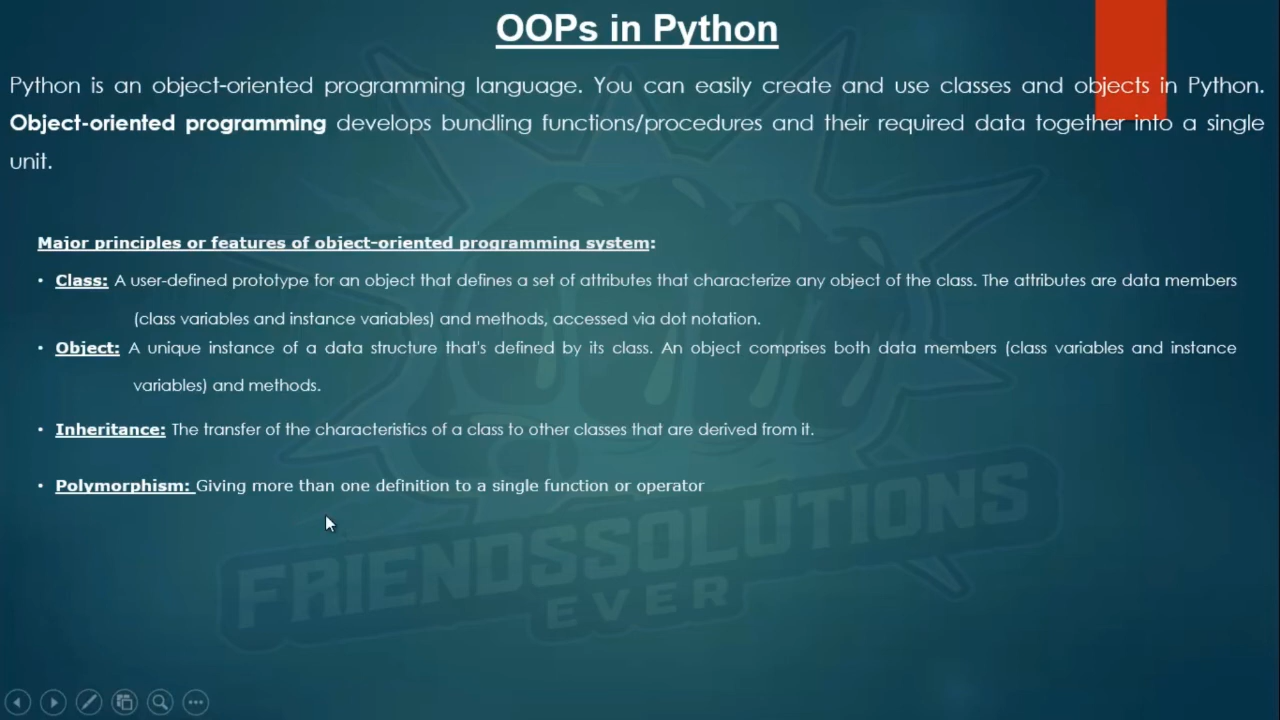 OOPs in Python
Python is an object-oriented programming language. You can easily create and use classes and objects in Python.
Object-oriented programming develops bundling functions/procedures and their required data together into a single
unit.
Major principles or features of object-oriented programming system:
• Class: A user-defined prototype for an object that defines a set of attributes that characterize any object of the class. The attributes are data members
(class variables and instance variables) and methods, accessed via dot notation.
• Object: A unique instance of a data structure that's defined by its class. An object comprises both data members (class variables and instance
variables) and methods.
• Inheritance: The transfer of the characteristics of a class to other classes that are derived from it.
• Polymorphism: Giving more than one definition to a single function or operator
FRIENDSSOLUTIONS
EVER